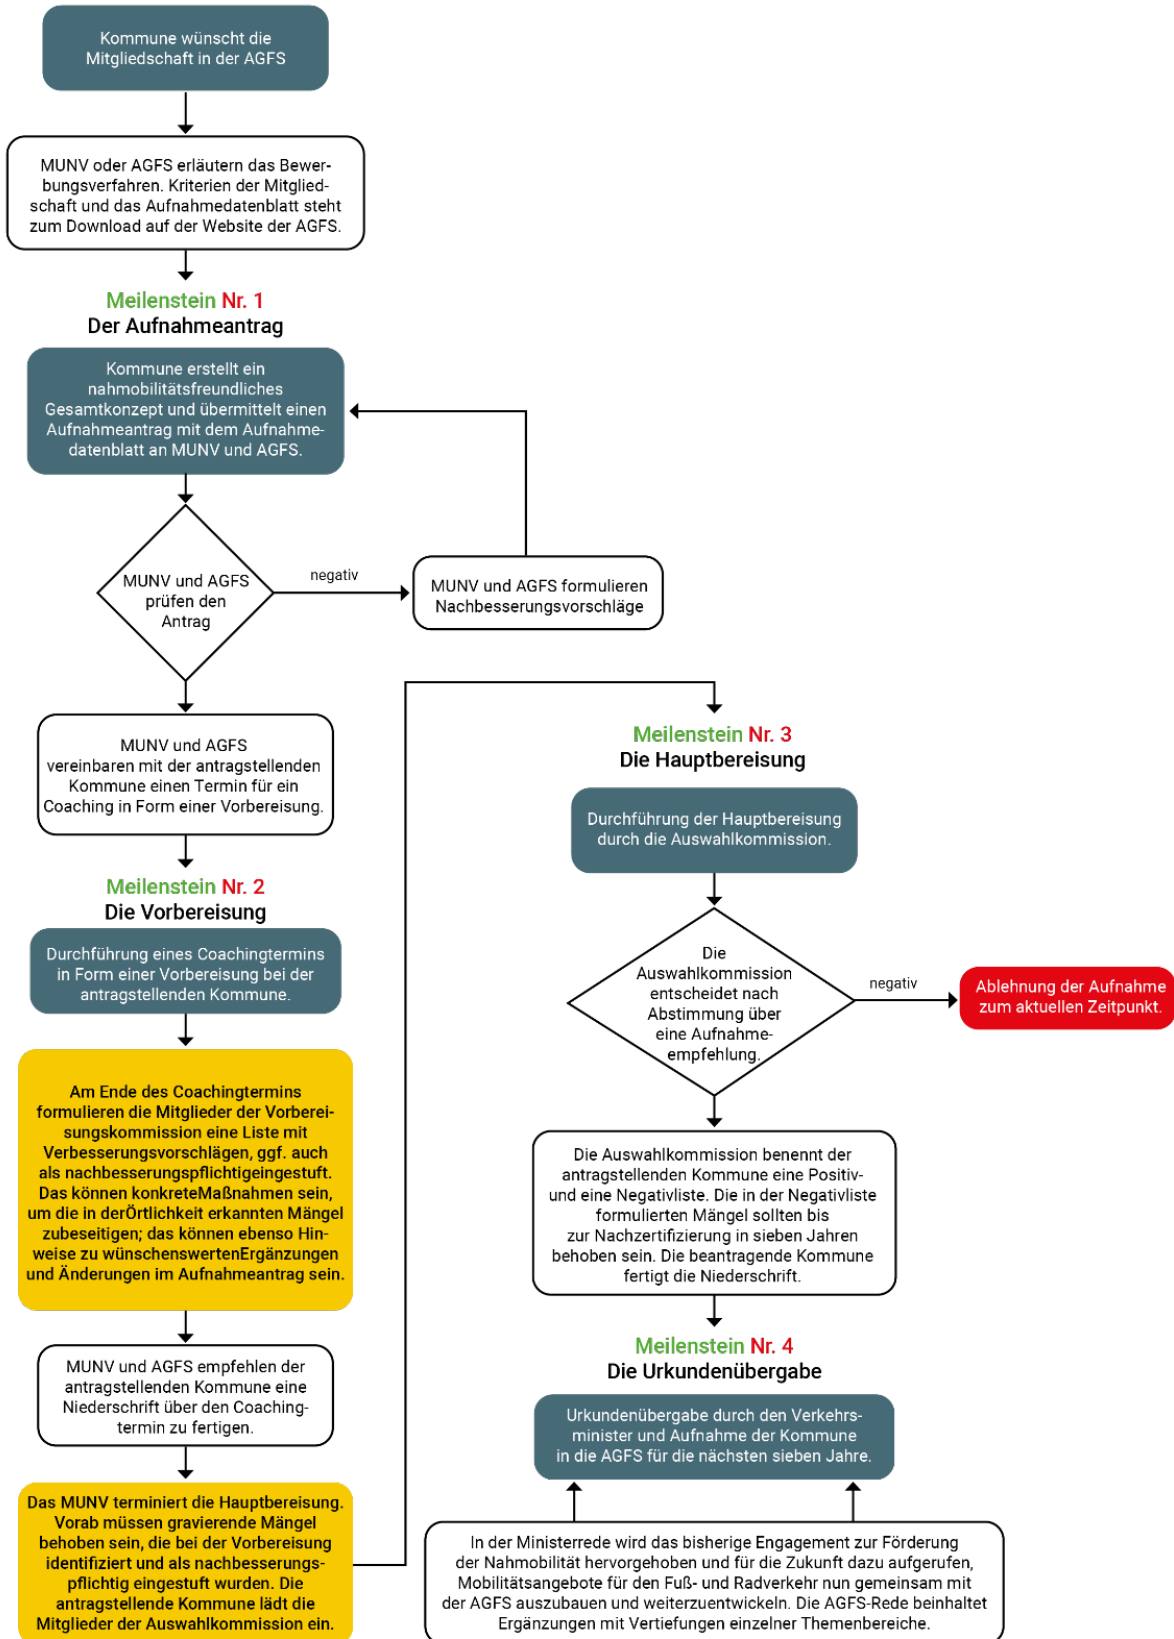 Kommune wünscht die
Mitgliedschaft in der AGFS
MUNV oder AGFS erläutern das Bewer-
bungsverfahren. Kriterien der Mitglied-
schaft und das Aufnahmedatenblatt steht
zum Download auf der Website der AGFS.
Meilenstein Nr. 1
Der Aufnahmeantrag
Kommune erstellt ein
nahmobilitätsfreundliches
Gesamtkonzept und übermittelt einen
Aufnahmeantrag mit dem Aufnahme-
datenblatt an MUNV und AGFS.
MUNV und AGFS
prüfen den
Antrag
negativ
MUNV und AGFS formulieren
Nachbesserungsvorschläge
MUNV und AGFS
vereinbaren mit der antragstellenden
Kommune einen Termin für ein
Coaching in Form einer Vorbereisung.
Meilenstein Nr. 2
Die Vorbereisung
Durchführung eines Coachingtermins
in Form einer Vorbereisung bei der
antragstellenden Kommune.
Am Ende des Coachingtermins
formulieren die Mitglieder der Vorberei-
sungskommission eine Liste mit
Verbesserungsvorschlägen, ggf. auch
als nachbesserungspflichtigeingestuft.
Das können konkreteMaßnahmen sein,
um die in derÖrtlichkeit erkannten Mängel
zubeseitigen; das können ebenso Hin-
weise zu wünschenswertenErgänzungen
und Änderungen im Aufnahmeantrag sein.
MUNV und AGFS empfehlen der
antragstellenden Kommune eine
Niederschrift über den Coaching-
termin zu fertigen.
Das MUNV terminiert die Hauptbereisung.
Vorab müssen gravierende Mängel
behoben sein, die bei der Vorbereisung
identifiziert und als nachbesserungs-
pflichtig eingestuft wurden. Die
antragstellende Kommune lädt die
Mitglieder der Auswahlkommission ein.
Meilenstein Nr. 3
Die Hauptbereisung
Durchführung der Hauptbereisung
durch die Auswahlkommission.
Die
Auswahlkommission
entscheidet nach
Abstimmung über
eine Aufnahme-
empfehlung.
negativ
Ablehnung der Aufnahme
zum aktuellen Zeitpunkt.
Die Auswahlkommission benennt der
antragstellenden Kommune eine Positiv-
und eine Negativliste. Die in der Negativliste
formulierten Mängel sollten bis
zur Nachzertifizierung in sieben Jahren
behoben sein. Die beantragende Kommune
fertigt die Niederschrift.
Meilenstein Nr. 4
Die Urkundenübergabe
Urkundenübergabe durch den Verkehrs-
minister und Aufnahme der Kommune
in die AGFS für die nächsten sieben Jahre.
In der Ministerrede wird das bisherige Engagement zur Förderung
der Nahmobilität hervorgehoben und für die Zukunft dazu aufgerufen,
Mobilitätsangebote für den Fuß- und Radverkehr nun gemeinsam mit
der AGFS auszubauen und weiterzuentwickeln. Die AGFS-Rede beinhaltet
Ergänzungen mit Vertiefungen einzelner Themenbereiche.